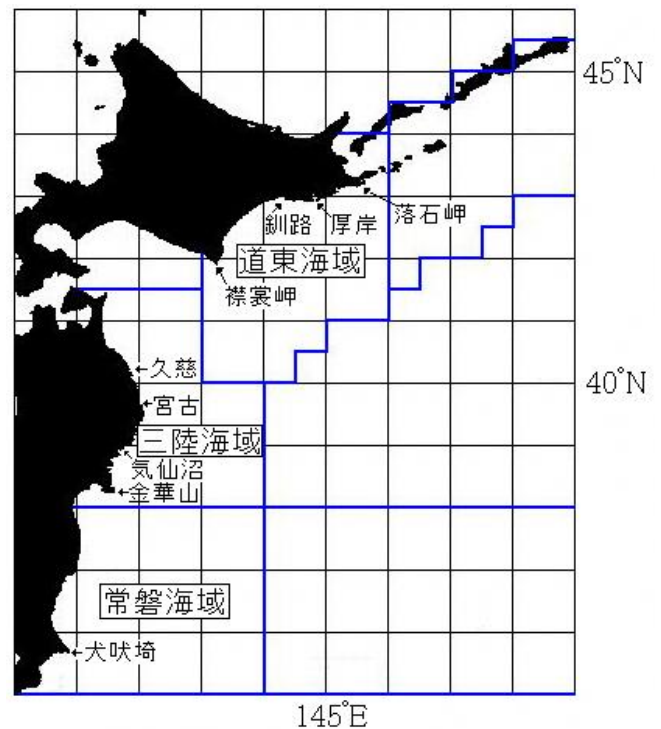 45°N
落石岬
釧路
厚岸
道東海域
襟裳岬
←久慈
40°N
←宮古
三陸海域
気仙沼
←金華山
常磐海域
←犬吠埼
145°E